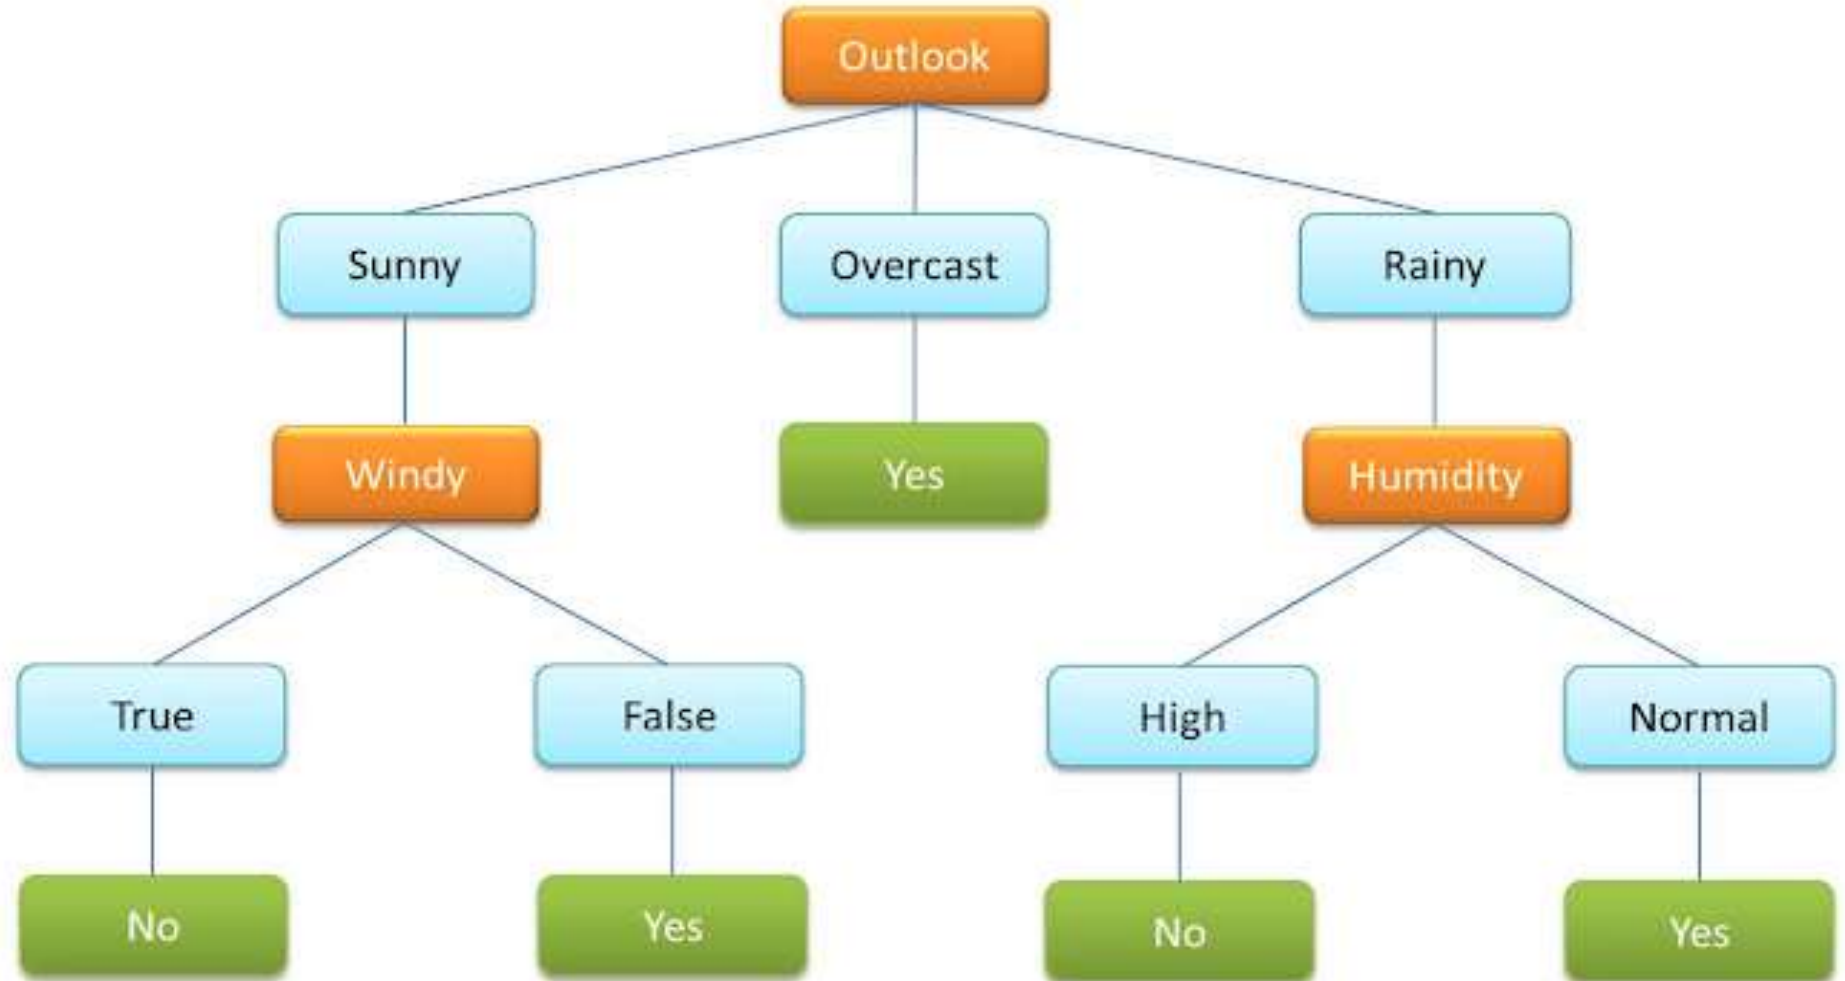 Outlook
Sunny
Overcast
Rainy
Windy
Yes
Humidity
True
False
High
Normal
No
Yes
No
Yes